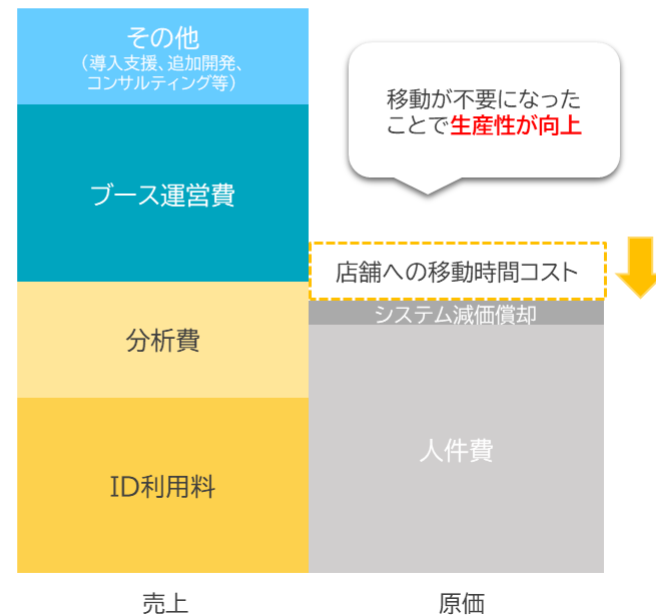 その他
（導入支援、追加開発、
コンサルティング等）
ブース運営費
分析費
ID利用料
売上
移動が不要になった
ことで生産性が向上
店舗への移動時間コスト
システム減価償却
人件費
原価